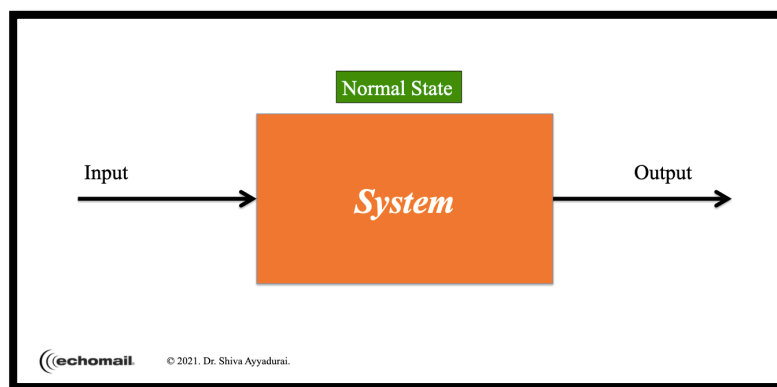 Normal State
Input
System
Output
echomail.
© 2021. Dr. Shiva Ayyadurai.